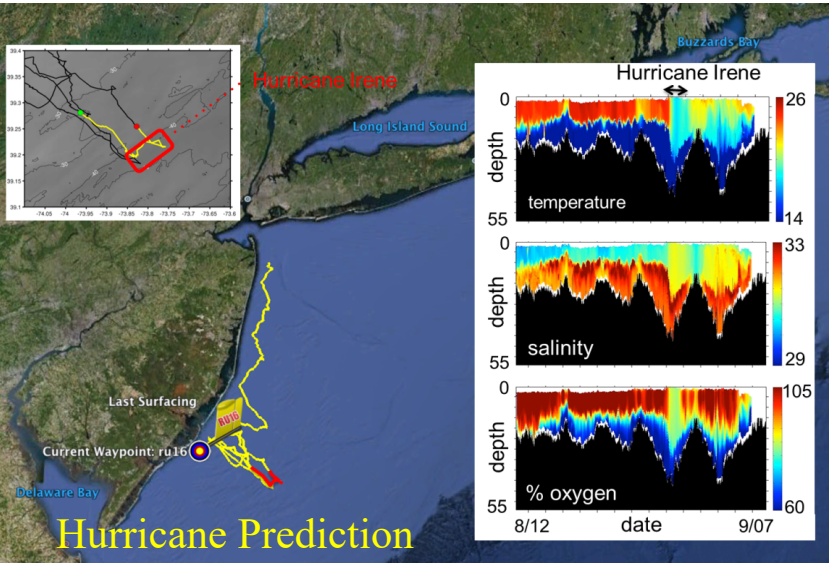 Buzzards Bay
Hurricane Irene
Long Island Sound
39.4
39.3
39.25
39.2
39.15
39.1
-74.05 -74 -73.95 -73.9 -73.85 -73.8 -73.75 -73.7 -73.65 -73.6
Hurricane Irene
0
depth
55
temperature
26
14
0
depth
55
salinity
33
29
0
depth
55
% oxygen
105
60
8/12 date 9/07
Last Surfacing
RU16
Current Waypoint: ru16
Delaware Bay
Hurricane Prediction